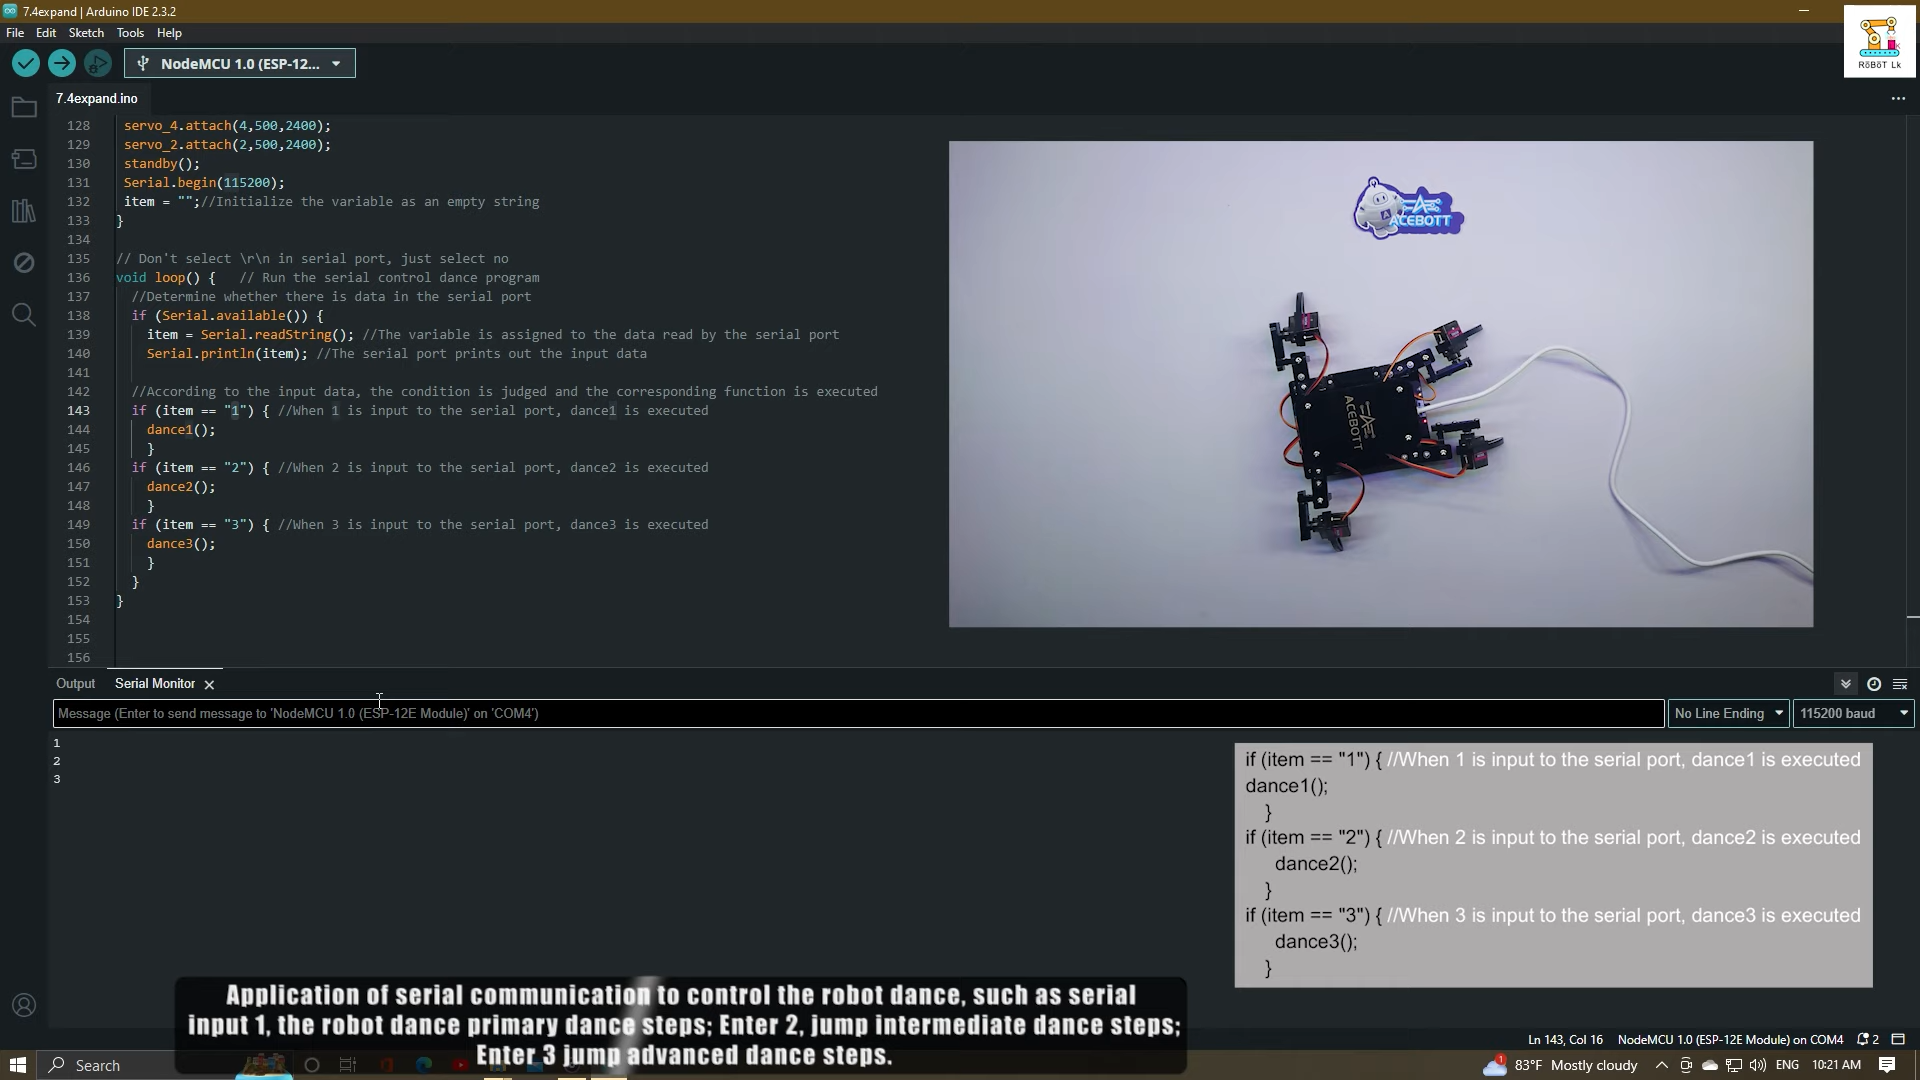 7.4expand | Arduino IDE 2.3.2
File Edit Sketch Tools Help
RöBöT Lk
NodeMCU 1.0 (ESP-12...
7.4expand.ino
128 servo_4.attach(4,500,2400);
129 servo_2.attach(2,500,2400);
130 standby();
131 Serial.begin(115200);
132 item = "";//Initialize the variable as an empty string
133 }
134
135 // Don't select \r\n in serial port, just select no
136 void loop() { // Run the serial control dance program
137 //Determine whether there is data in the serial port
138 if (Serial.available()) {
139 item = Serial.readString(); //The variable is assigned to the data read by the serial port
140 Serial.println(item); //The serial port prints out the input data
141
142 //According to the input data, the condition is judged and the corresponding function is executed
143 if (item == "1") { //When 1 is input to the serial port, dance1 is executed
144 dance1();
145 }
146 if (item == "2") { //When 2 is input to the serial port, dance2 is executed
147 dance2();
148 }
149 if (item == "3") { //When 3 is input to the serial port, dance3 is executed
150 dance3();
151 }
152 }
153 }
154
155
156
ACEBOTT
ACEBOTT
Output Serial Monitor
Message (Enter to send message to 'NodeMCU 1.0 (ESP-12E Module)' on 'COM4')
No Line Ending 115200 baud
1
2
3
if (item == "1") { //When 1 is input to the serial port, dance1 is executed
dance1();
}
if (item == "2") { //When 2 is input to the serial port, dance2 is executed
dance2();
}
if (item == "3") { //When 3 is input to the serial port, dance3 is executed
dance3();
}
Application of serial communication to control the robot dance, such as serial
input 1, the robot dance primary dance steps; Enter 2, jump intermediate dance steps;
Enter 3 jump advanced dance steps.
Ln 143, Col 16 NodeMCU 1.0 (ESP-12E Module) on COM4 2
Search
1 83°F Mostly cloudy ENG 10:21 AM